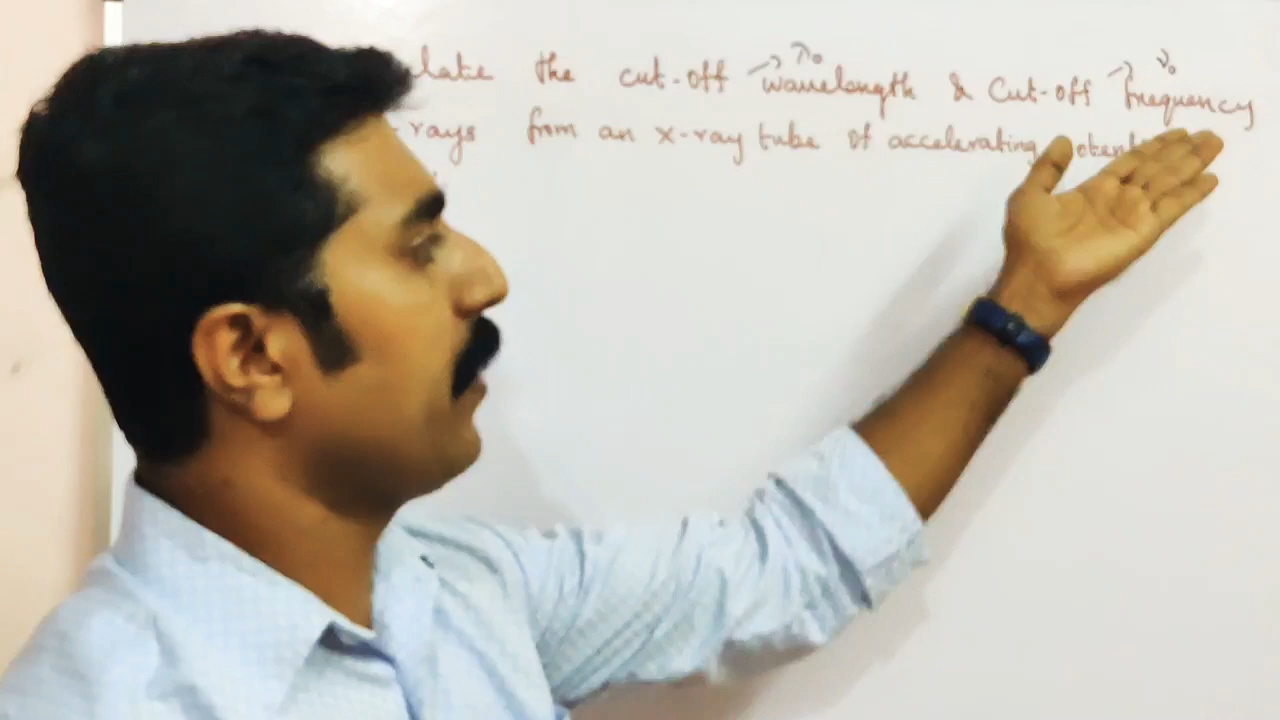 λ₀ ν₀
late the cut-off → wavelength & Cut-off → frequency
-rays from an x-ray tube of accelerating